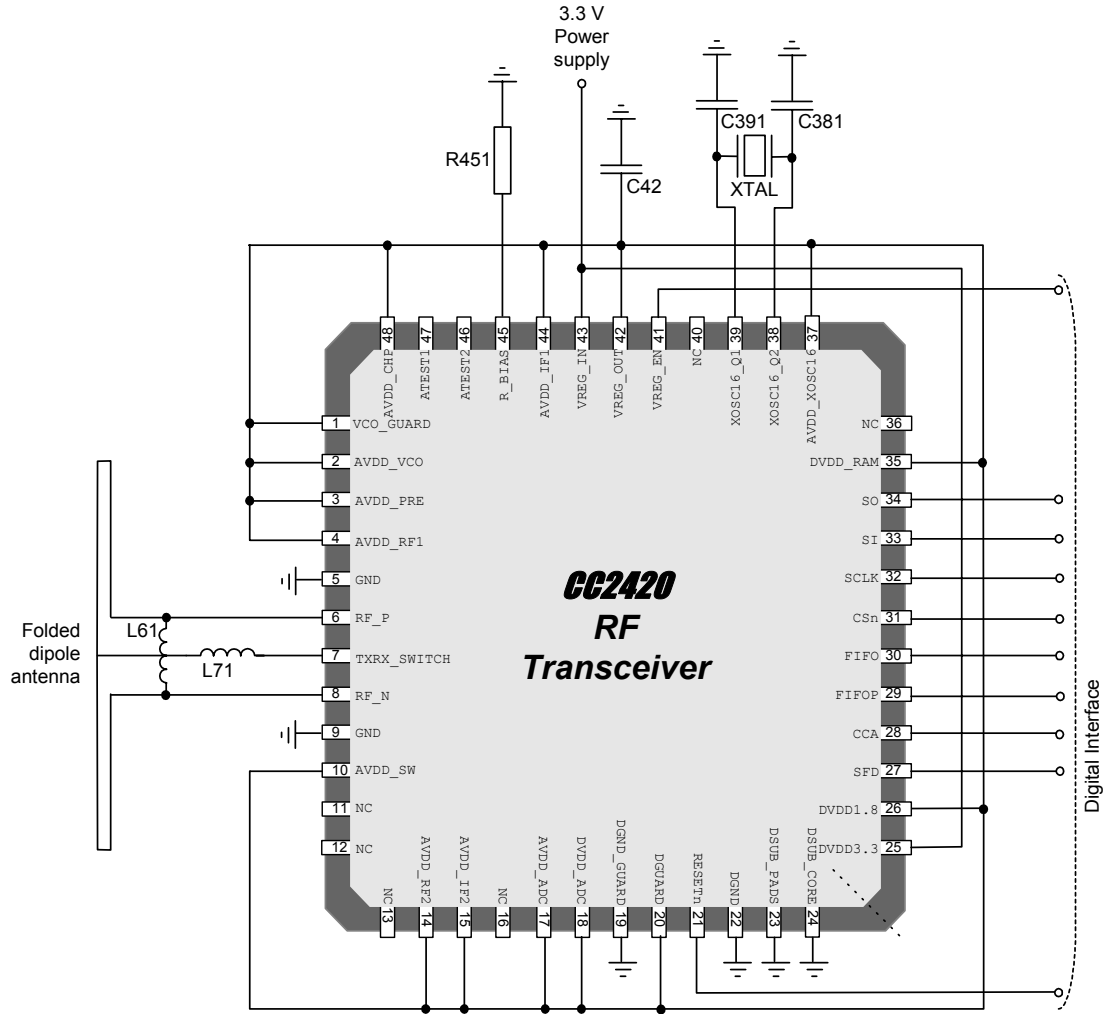 3.3 V
Power
supply
C391
C381
R451
C42
XTAL
48
47
46
45
44
43
42
41
40
39
38
37
AVDD_CHP
ATEST1
ATEST2
R_BIAS
AVDD_IF1
VREG_IN
VREG_OUT
VREG_EN
NC
XOSC16_Q1
XOSC16_Q2
AVDD_XOSC16
1 VCO_GUARD
2 AVDD_VCO
3 AVDD_PRE
4 AVDD_RF1
5 GND
6 RF_P
7 TXRX_SWITCH
8 RF_N
9 GND
10 AVDD_SW
11 NC
12 NC
Folded
dipole
antenna
L61
L71
CC2420
RF
Transceiver
NC 36
DVDD_RAM 35
SO 34
SI 33
SCLK 32
CSn 31
FIFO 30
FIFOP 29
CCA 28
SFD 27
DVDD1.8 26
DVDD3.3 25
Digital Interface
NC
AVDD_RF2
AVDD_IF2
NC
AVDD_ADC
DVDD_ADC
DGND_GUARD
DGUARD
RESETn
DGND
DSUB_PADS
DSUB_CORE
13
14
15
16
17
18
19
20
21
22
23
24